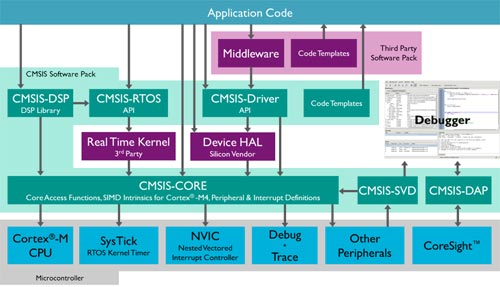 Application Code
Third Party
Software Pack
Middleware
Code Templates
CMSIS Software Pack
CMSIS-DSP
DSP Library
CMSIS-RTOS
API
CMSIS-Driver
API
Code Templates
Debugger
Real Time Kernel
3rd Party
Device HAL
Silicon Vendor
CMSIS-CORE
Core Access Functions, SIMD Intrinsics for Cortex®-M4, Peripheral & Interrupt Definitions
CMSIS-SVD
CMSIS-DAP
Cortex®-M
CPU
SysTick
RTOS Kernel Timer
NVIC
Nested Vectored
Interrupt Controller
Debug
+
Trace
Other
Peripherals
CoreSight™
Microcontroller